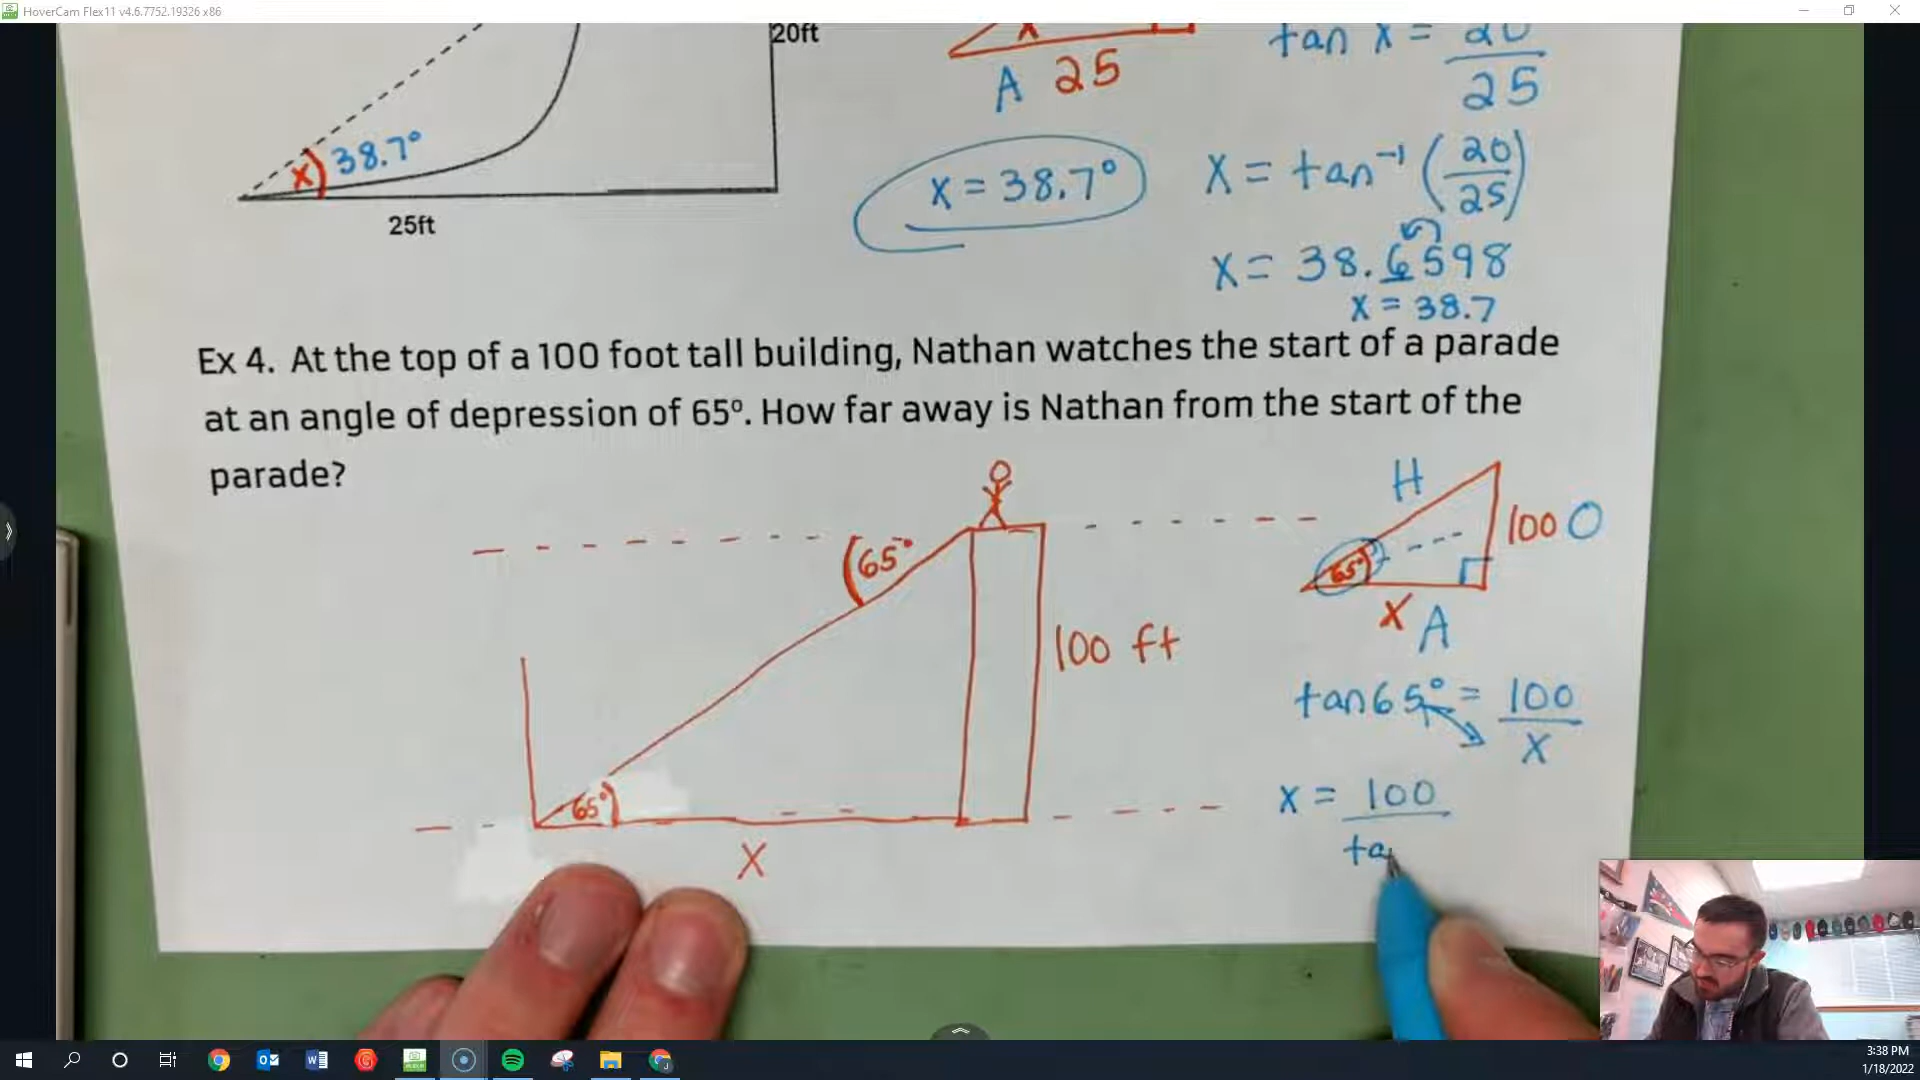 HoverCam Flex11 v4.6.7752.19326 x86
20ft
x 38.7°
25ft
x
A 25
tan x = 20
25
x = 38.7°
x = tan⁻¹ (20
25)
x = 38.6598
x = 38.7
Ex 4. At the top of a 100 foot tall building, Nathan watches the start of a parade
at an angle of depression of 65º. How far away is Nathan from the start of the
parade?
65°
100 ft
65°
x
H
100 O
65°
x A
tan65° = 100
x
x = 100
ta
3:38 PM
1/18/2022